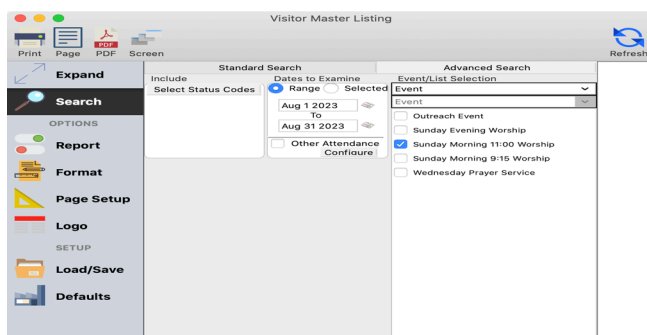 Visitor Master Listing
Print Page PDF Screen Refresh
PDF
Expand
Search
OPTIONS
Report
Format
Page Setup
Logo
SETUP
Load/Save
Defaults
Standard Search Advanced Search
Include Dates to Examine Event/List Selection
Select Status Codes Range Selected Event
Event
Aug 1 2023
To
Aug 31 2023
Other Attendance
Configure
Outreach Event
Sunday Evening Worship
Sunday Morning 11:00 Worship
Sunday Morning 9:15 Worship
Wednesday Prayer Service